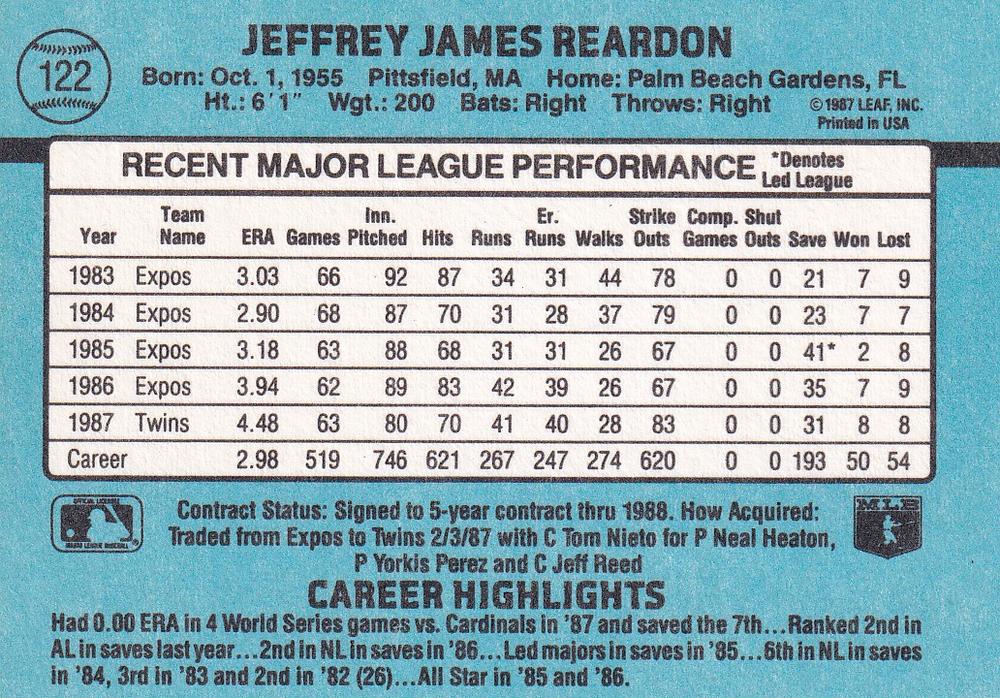 JEFFREY JAMES REARDON
122
Born: Oct. 1, 1955 Pittsfield, MA Home: Palm Beach Gardens, FL
Ht.: 6'1" Wgt.: 200 Bats: Right Throws: Right
©1987 LEAF, INC.
Printed in USA
RECENT MAJOR LEAGUE PERFORMANCE *Denotes Led League
Year Team Name ERA Games Inn. Pitched Hits Runs Er. Runs Walks Strike Outs Comp. Games Shut Outs Save Won Lost
1983 Expos 3.03 66 92 87 34 31 44 78 0 0 21 7 9
1984 Expos 2.90 68 87 70 31 28 37 79 0 0 23 7 7
1985 Expos 3.18 63 88 68 31 31 26 67 0 0 41* 2 8
1986 Expos 3.94 62 89 83 42 39 26 67 0 0 35 7 9
1987 Twins 4.48 63 80 70 41 40 28 83 0 0 31 8 8
Career 2.98 519 746 621 267 247 274 620 0 0 193 50 54
OFFICIAL LICENSEE
MAJOR LEAGUE BASEBALL
MLB
Contract Status: Signed to 5-year contract thru 1988. How Acquired:
Traded from Expos to Twins 2/3/87 with C Tom Nieto for P Neal Heaton,
P Yorkis Perez and C Jeff Reed
CAREER HIGHLIGHTS
Had 0.00 ERA in 4 World Series games vs. Cardinals in '87 and saved the 7th...Ranked 2nd in
AL in saves last year...2nd in NL in saves in '86...Led majors in saves in '85...6th in NL in saves
in '84, 3rd in '83 and 2nd in '82 (26)...All Star in '85 and '86.